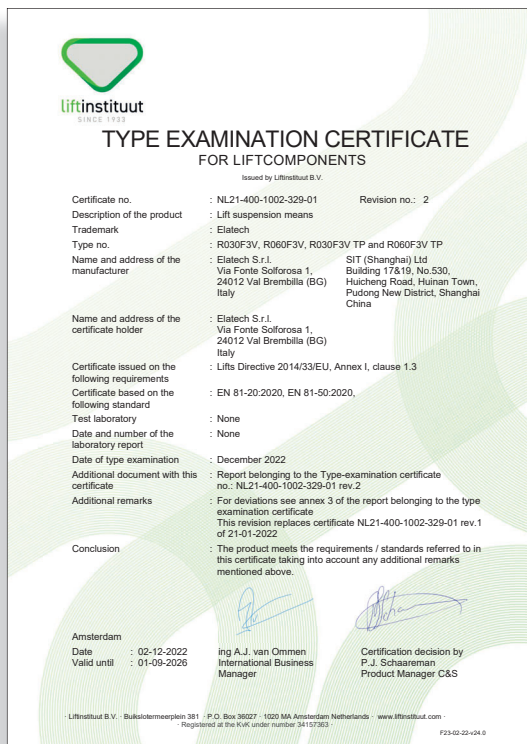 liftinstituut
SINCE 1933
TYPE EXAMINATION CERTIFICATE
FOR LIFTCOMPONENTS
Issued by Liftinstituut B.V.
Certificate no. : NL21-400-1002-329-01 Revision no.: 2
Description of the product : Lift suspension means
Trademark : Elatech
Type no. : R030F3V, R060F3V, R030F3V TP and R060F3V TP
Name and address of the : Elatech S.r.l. SIT (Shanghai) Ltd
manufacturer Via Fonte Solforosa 1, Building 17&19, No.530,
24012 Val Brembilla (BG) Huicheng Road, Huinan Town,
Italy Pudong New District, Shanghai
China
Name and address of the : Elatech S.r.l.
certificate holder Via Fonte Solforosa 1,
24012 Val Brembilla (BG)
Italy
Certificate issued on the : Lifts Directive 2014/33/EU, Annex I, clause 1.3
following requirements
Certificate based on the : EN 81-20:2020, EN 81-50:2020,
following standard
Test laboratory : None
Date and number of the : None
laboratory report
Date of type examination : December 2022
Additional document with this : Report belonging to the Type-examination certificate
certificate no.: NL21-400-1002-329-01 rev.2
Additional remarks : For deviations see annex 3 of the report belonging to the type
examination certificate
This revision replaces certificate NL21-400-1002-329-01 rev.1
of 21-01-2022
Conclusion : The product meets the requirements / standards referred to in
this certificate taking into account any additional remarks
mentioned above.
Amsterdam
Date : 02-12-2022 ing A.J. van Ommen Certification decision by
Valid until : 01-09-2026 International Business P.J. Schaareman
Manager Product Manager C&S
· Liftinstituut B.V. · Buikslotermeerplein 381 · P.O. Box 36027 · 1020 MA Amsterdam Netherlands · www.liftinstituut.com ·
· Registered at the KvK under number 34157363 ·
F23-02-22-v24.0